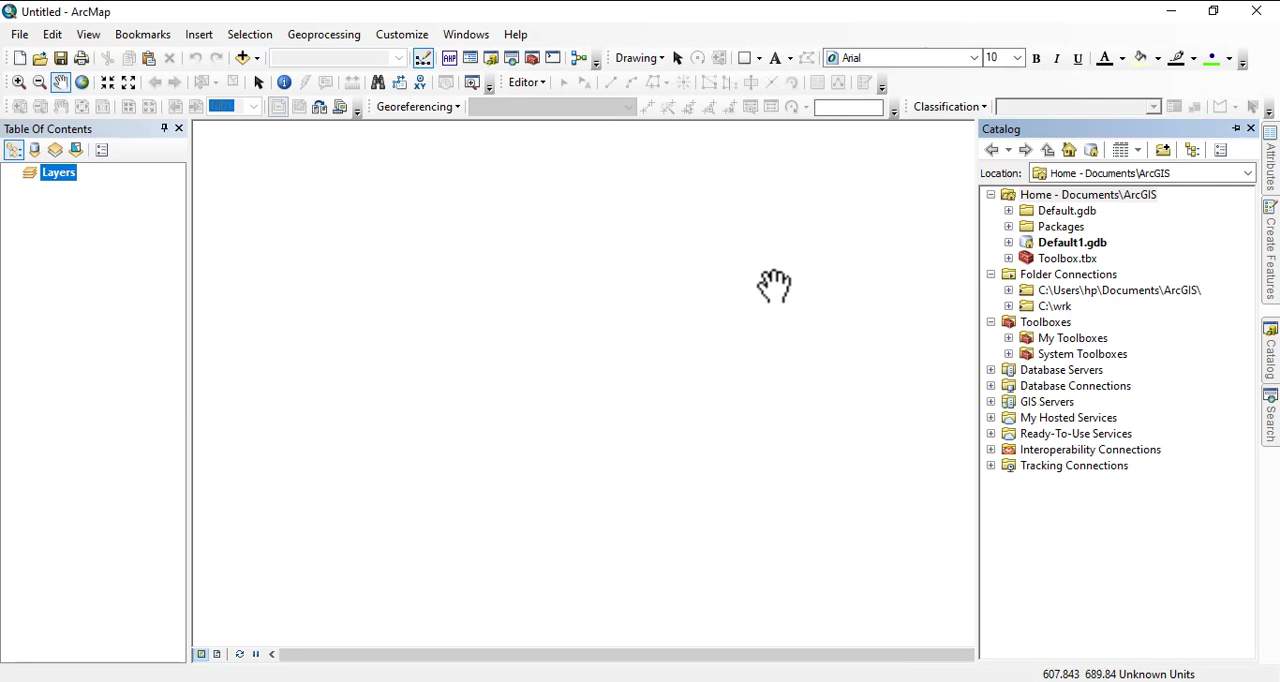 Untitled - ArcMap
File Edit View Bookmarks Insert Selection Geoprocessing Customize Windows Help
AHP Drawing Arial 10 B I U A
Editor
Georeferencing Classification
Table Of Contents
Catalog
Layers
Location: Home - Documents\ArcGIS
Home - Documents\ArcGIS
Default.gdb
Packages
Default1.gdb
Toolbox.tbx
Folder Connections
C:\Users\hp\Documents\ArcGIS\
C:\wrk
Toolboxes
My Toolboxes
System Toolboxes
Database Servers
Database Connections
GIS Servers
My Hosted Services
Ready-To-Use Services
Interoperability Connections
Tracking Connections
Attributes
Create Features
Catalog
Search
607.843 689.84 Unknown Units